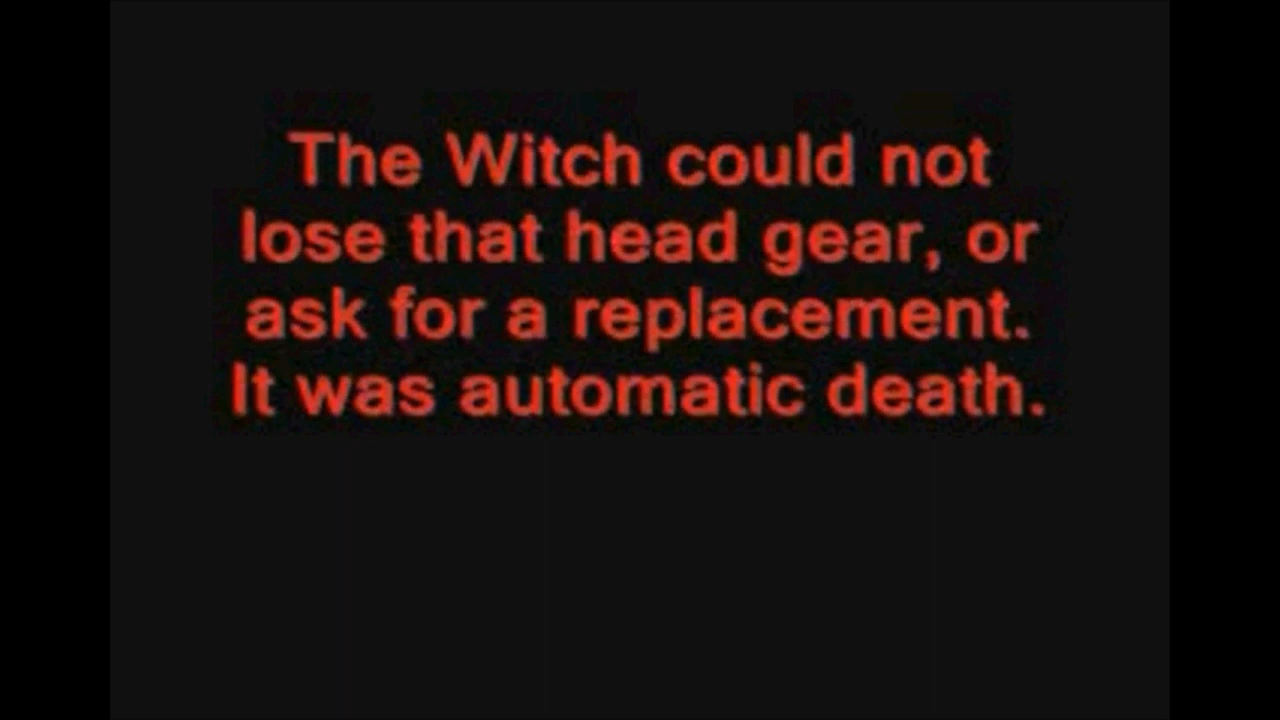 The Witch could not
lose that head gear, or
ask for a replacement.
It was automatic death.